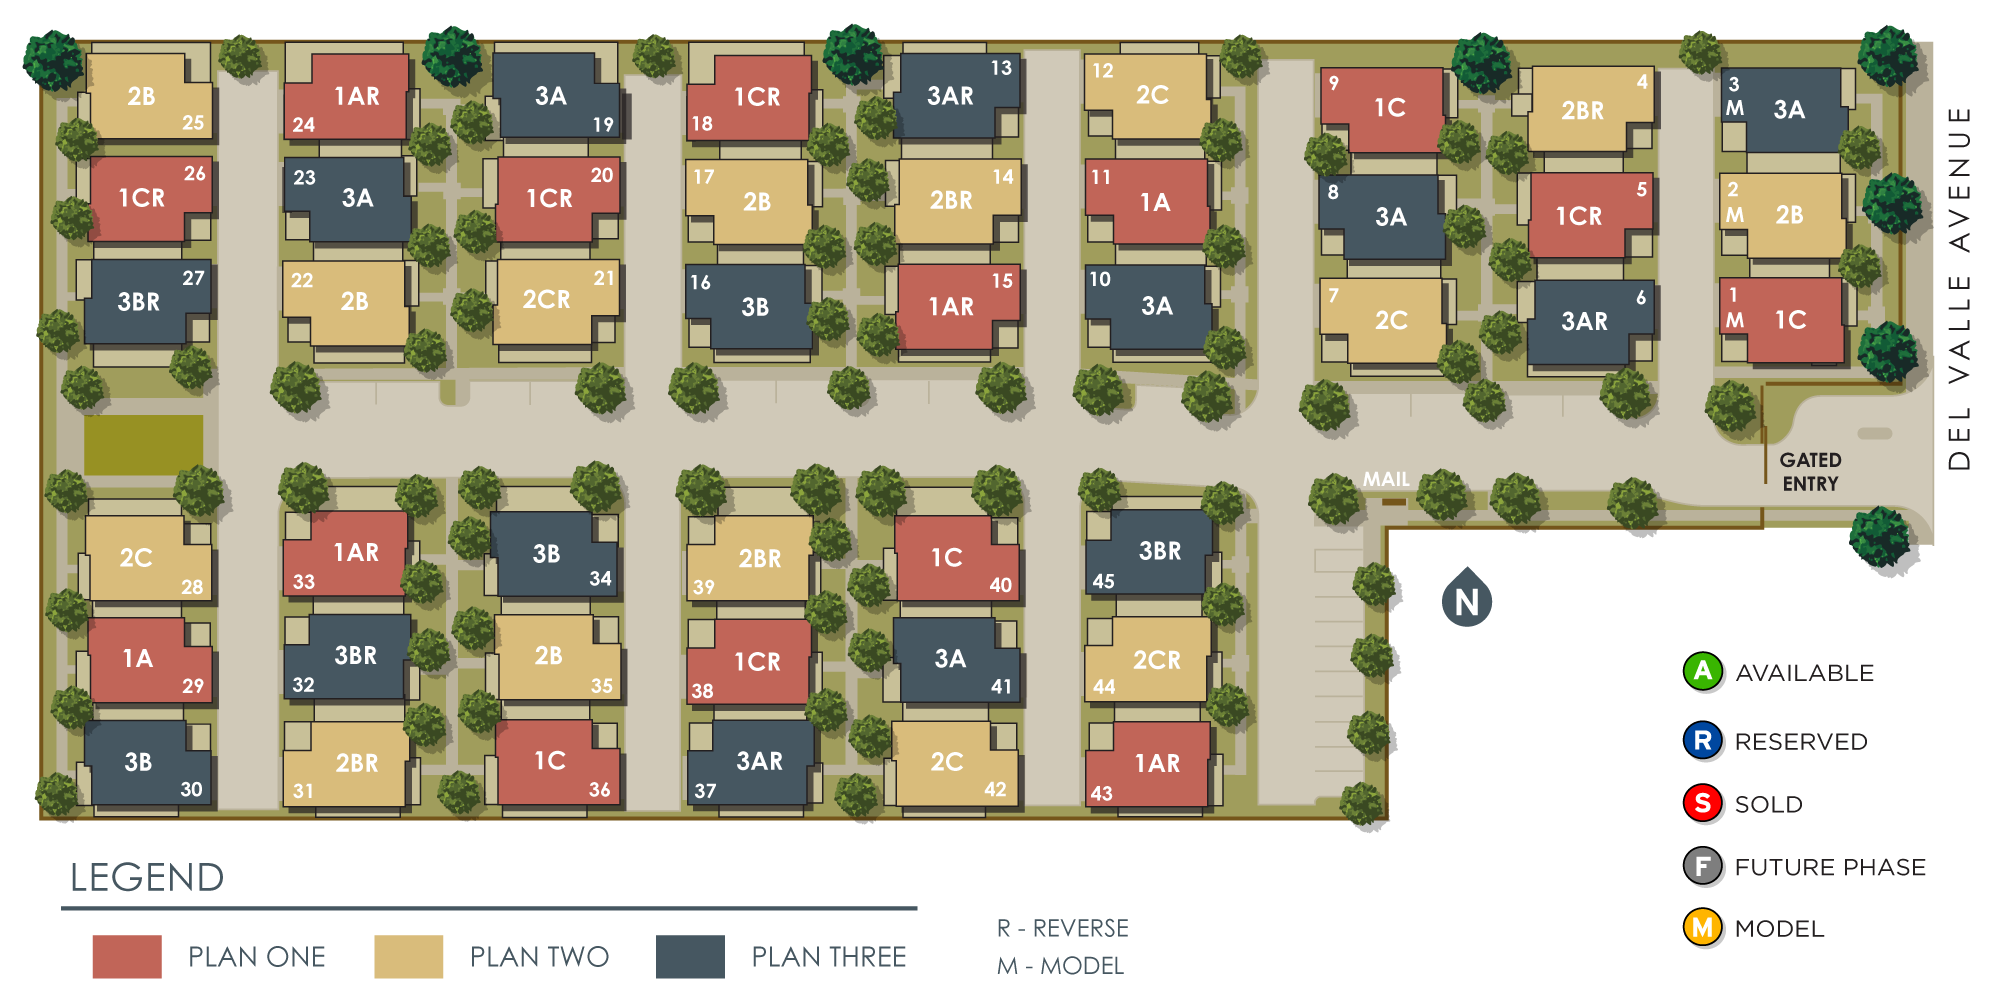 2B
25
1AR
24
3A
19
1CR
18
13
3AR
12
2C
9
1C
4
2BR
3
M
3A
26
1CR
23
3A
20
1CR
17
2B
14
2BR
11
1A
8
3A
5
1CR
2
M
2B
27
3BR
22
2B
21
2CR
16
3B
15
1AR
10
3A
7
2C
6
3AR
1
M
1C
DEL VALLE AVENUE
GATED
ENTRY
MAIL
2C
28
1AR
33
3B
34
2BR
39
1C
40
3BR
45
1A
29
3BR
32
2B
35
1CR
38
3A
41
2CR
44
3B
30
2BR
31
1C
36
3AR
37
2C
42
1AR
43
N
A AVAILABLE
R RESERVED
S SOLD
F FUTURE PHASE
M MODEL
LEGEND
PLAN ONE
PLAN TWO
PLAN THREE
R - REVERSE
M - MODEL